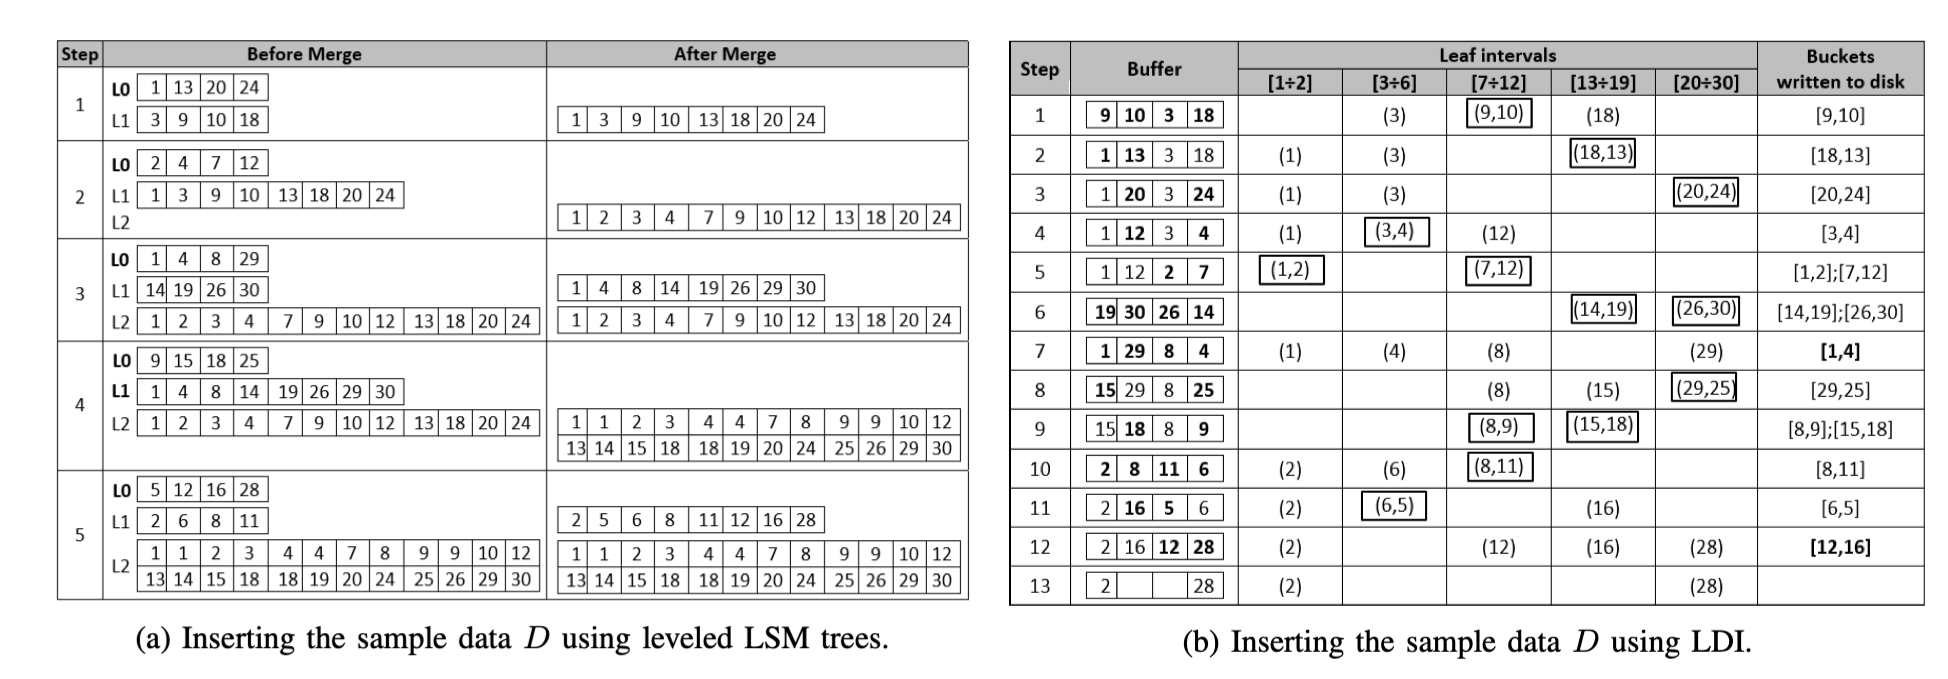 Step Before Merge After Merge
1
L0 1 13 20 24
L1 3 9 10 18
1 3 9 10 13 18 20 24
2
L0 2 4 7 12
L1 1 3 9 10 13 18 20 24
L2
1 2 3 4 7 9 10 12 13 18 20 24
3
L0 1 4 8 29
L1 14 19 26 30
1 4 8 14 19 26 29 30
L2 1 2 3 4 7 9 10 12 13 18 20 24
1 2 3 4 7 9 10 12 13 18 20 24
4
L0 9 15 18 25
L1 1 4 8 14 19 26 29 30
L2 1 2 3 4 7 9 10 12 13 18 20 24
1 1 2 3 4 4 7 8 9 9 10 12
13 14 15 18 18 19 20 24 25 26 29 30
5
L0 5 12 16 28
L1 2 6 8 11
2 5 6 8 11 12 16 28
L2
1 1 2 3 4 4 7 8 9 9 10 12
13 14 15 18 18 19 20 24 25 26 29 30
1 1 2 3 4 4 7 8 9 9 10 12
13 14 15 18 18 19 20 24 25 26 29 30
(a) Inserting the sample data D using leveled LSM trees.
Step Buffer Leaf intervals Buckets
written to disk
[1÷2] [3÷6] [7÷12] [13÷19] [20÷30]
1 9 10 3 18 (3) (9,10) (18) [9,10]
2 1 13 3 18 (1) (3) (18,13) [18,13]
3 1 20 3 24 (1) (3) (20,24) [20,24]
4 1 12 3 4 (1) (3,4) (12) [3,4]
5 1 12 2 7 (1,2) (7,12) [1,2];[7,12]
6 19 30 26 14 (14,19) (26,30) [14,19];[26,30]
7 1 29 8 4 (1) (4) (8) (29) [1,4]
8 15 29 8 25 (8) (15) (29,25) [29,25]
9 15 18 8 9 (8,9) (15,18) [8,9];[15,18]
10 2 8 11 6 (2) (6) (8,11) [8,11]
11 2 16 5 6 (2) (6,5) (16) [6,5]
12 2 16 12 28 (2) (12) (16) (28) [12,16]
13 2 28 (2) (28)
(b) Inserting the sample data D using LDI.